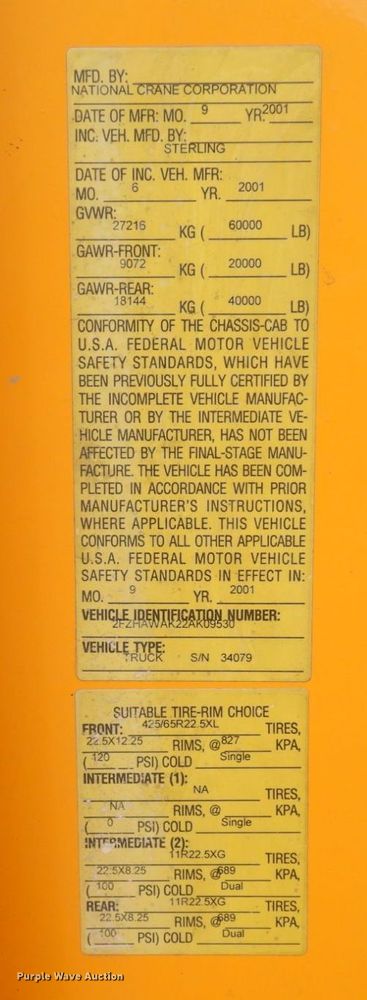 MFD. BY:
NATIONAL CRANE CORPORATION
DATE OF MFR: MO. 9 YR. 2001
INC. VEH. MFD. BY:
STERLING
DATE OF INC. VEH. MFR:
MO. 6 YR. 2001
GVWR:
27216 KG ( 60000 LB)
GAWR-FRONT:
9072 KG ( 20000 LB)
GAWR-REAR:
18144 KG ( 40000 LB)
CONFORMITY OF THE CHASSIS-CAB TO
U.S.A. FEDERAL MOTOR VEHICLE
SAFETY STANDARDS, WHICH HAVE
BEEN PREVIOUSLY FULLY CERTIFIED BY
THE INCOMPLETE VEHICLE MANUFAC-
TURER OR BY THE INTERMEDIATE VE-
HICLE MANUFACTURER, HAS NOT BEEN
AFFECTED BY THE FINAL-STAGE MANU-
FACTURE. THE VEHICLE HAS BEEN COM-
PLETED IN ACCORDANCE WITH PRIOR
MANUFACTURER'S INSTRUCTIONS,
WHERE APPLICABLE. THIS VEHICLE
CONFORMS TO ALL OTHER APPLICABLE
U.S.A. FEDERAL MOTOR VEHICLE
SAFETY STANDARDS IN EFFECT IN:
MO. 9 YR. 2001
VEHICLE IDENTIFICATION NUMBER:
2FZHAWAK22AK09530
VEHICLE TYPE:
TRUCK S/N 34079
SUITABLE TIRE-RIM CHOICE
FRONT: 425/65R22.5XL TIRES,
22.5X12.25 RIMS, @ 827 KPA,
( 120 PSI) COLD Single
INTERMEDIATE (1):
NA TIRES,
NA RIMS, @ KPA,
( 0 PSI) COLD Single
INTERMEDIATE (2):
11R22.5XG TIRES,
22.5X8.25 RIMS, @ 689 KPA,
( 100 PSI) COLD Dual
REAR: 11R22.5XG TIRES,
22.5X8.25 RIMS, @ 689 KPA,
( 100 PSI) COLD Dual
Purple Wave Auction